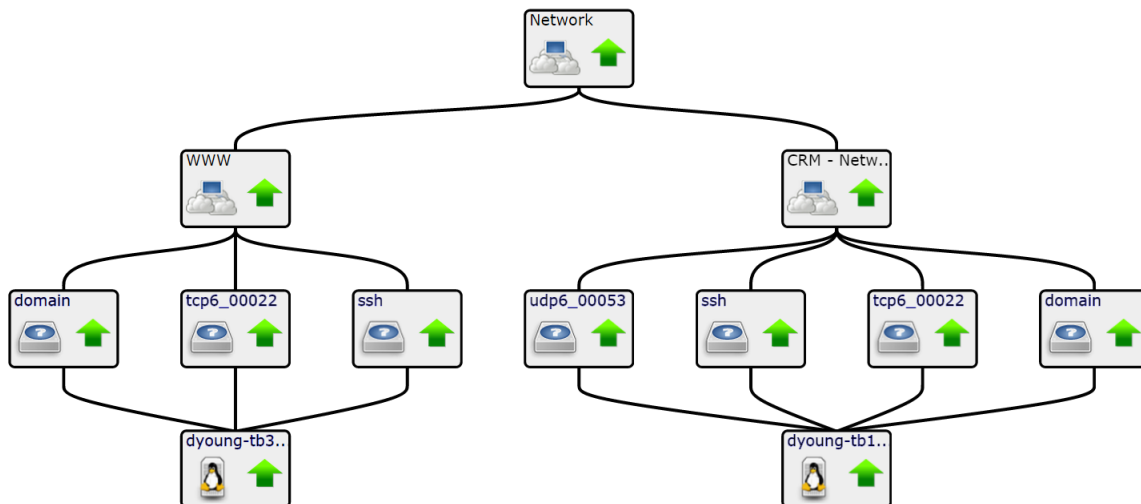 Network
WWW
CRM - Netw..
domain
tcp6_00022
ssh
udp6_00053
ssh
tcp6_00022
domain
dyoung-tb3..
dyoung-tb1..